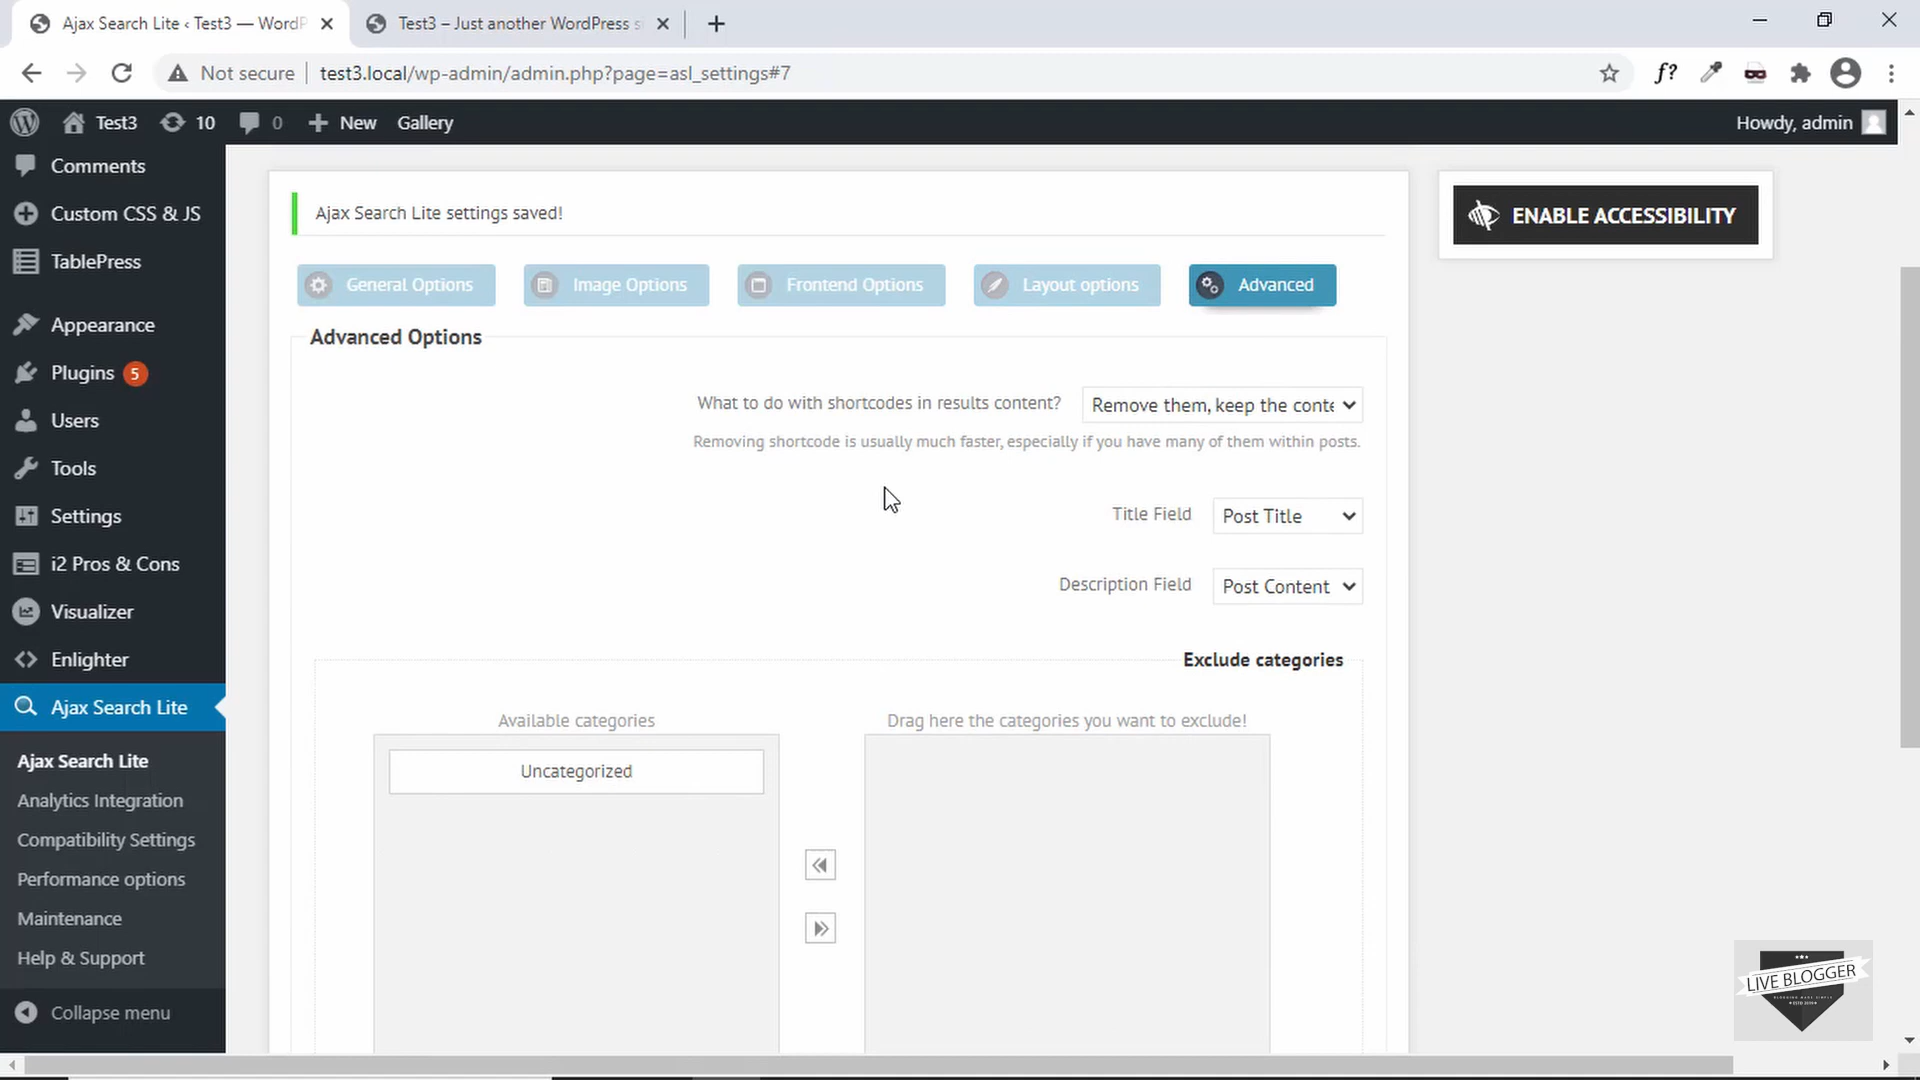 Ajax Search Lite ‹ Test3 — WordP
Test3 – Just another WordPress s
Not secure
test3.local/wp-admin/admin.php?page=asl_settings#7
f?
Test3
10
0
New
Gallery
Howdy, admin
Comments
Custom CSS & JS
TablePress
Appearance
Plugins 5
Users
Tools
Settings
i2 Pros & Cons
Visualizer
Enlighter
Ajax Search Lite
Ajax Search Lite
Analytics Integration
Compatibility Settings
Performance options
Maintenance
Help & Support
Collapse menu
Ajax Search Lite settings saved!
General Options
Image Options
Frontend Options
Layout options
Advanced
Advanced Options
What to do with shortcodes in results content?
Remove them, keep the conte
Removing shortcode is usually much faster, especially if you have many of them within posts.
Title Field
Post Title
Description Field
Post Content
Exclude categories
Available categories
Drag here the categories you want to exclude!
Uncategorized
ENABLE ACCESSIBILITY
LIVE BLOGGER